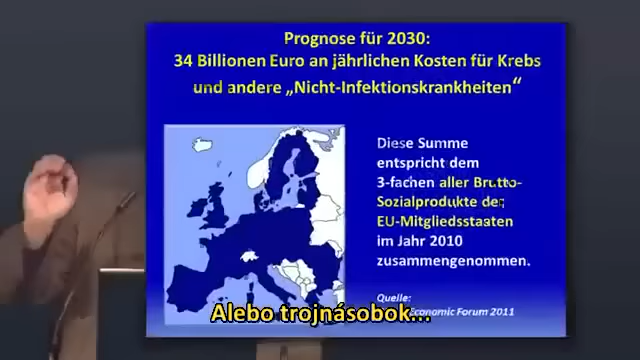 Prognose für 2030:
34 Billionen Euro an jährlichen Kosten für Krebs
und andere „Nicht-Infektionskrankheiten“
Diese Summe
entspricht dem
3-fachen aller Brutto-
Sozialprodukte der
EU-Mitgliedsstaaten
im Jahr 2010
zusammengenommen.
Quelle:
Economic Forum 2011
Alebo trojnásobok...